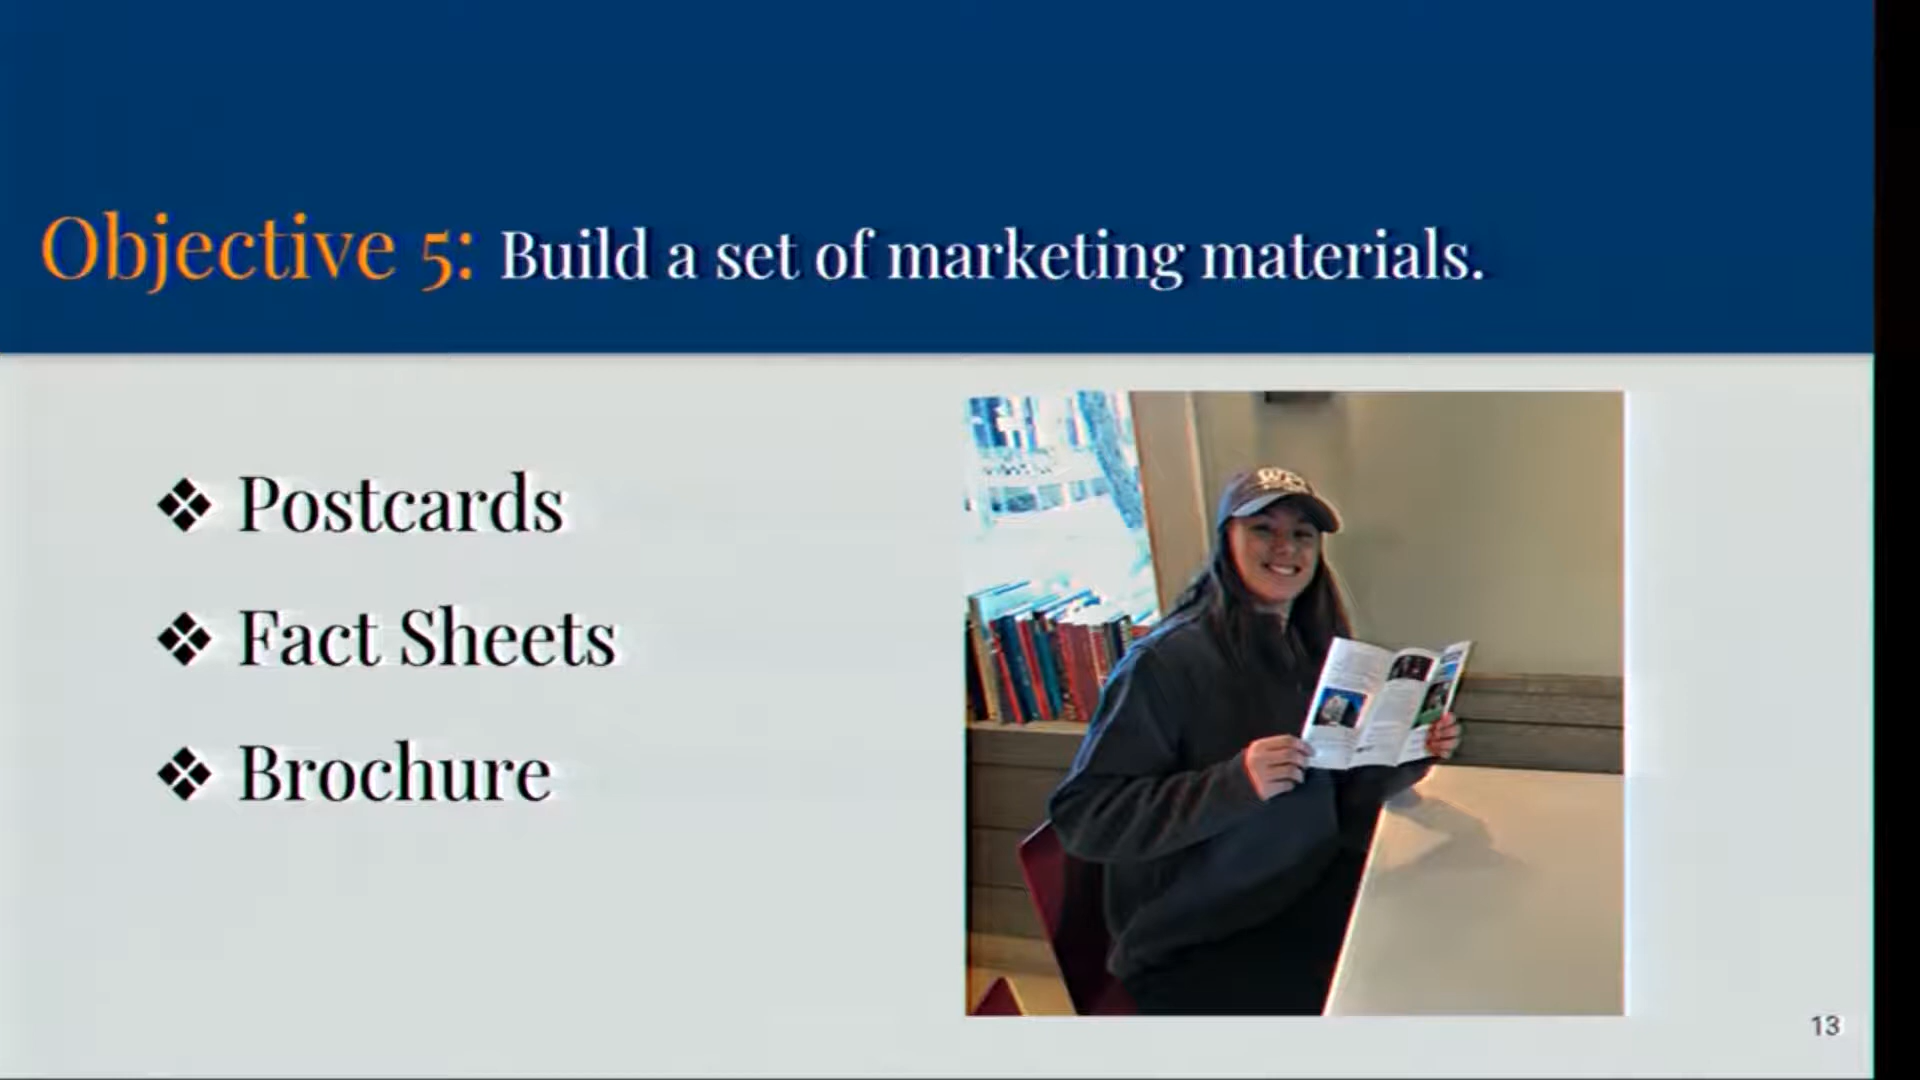 Objective 5: Build a set of marketing materials.
❖ Postcards
❖ Fact Sheets
❖ Brochure
13